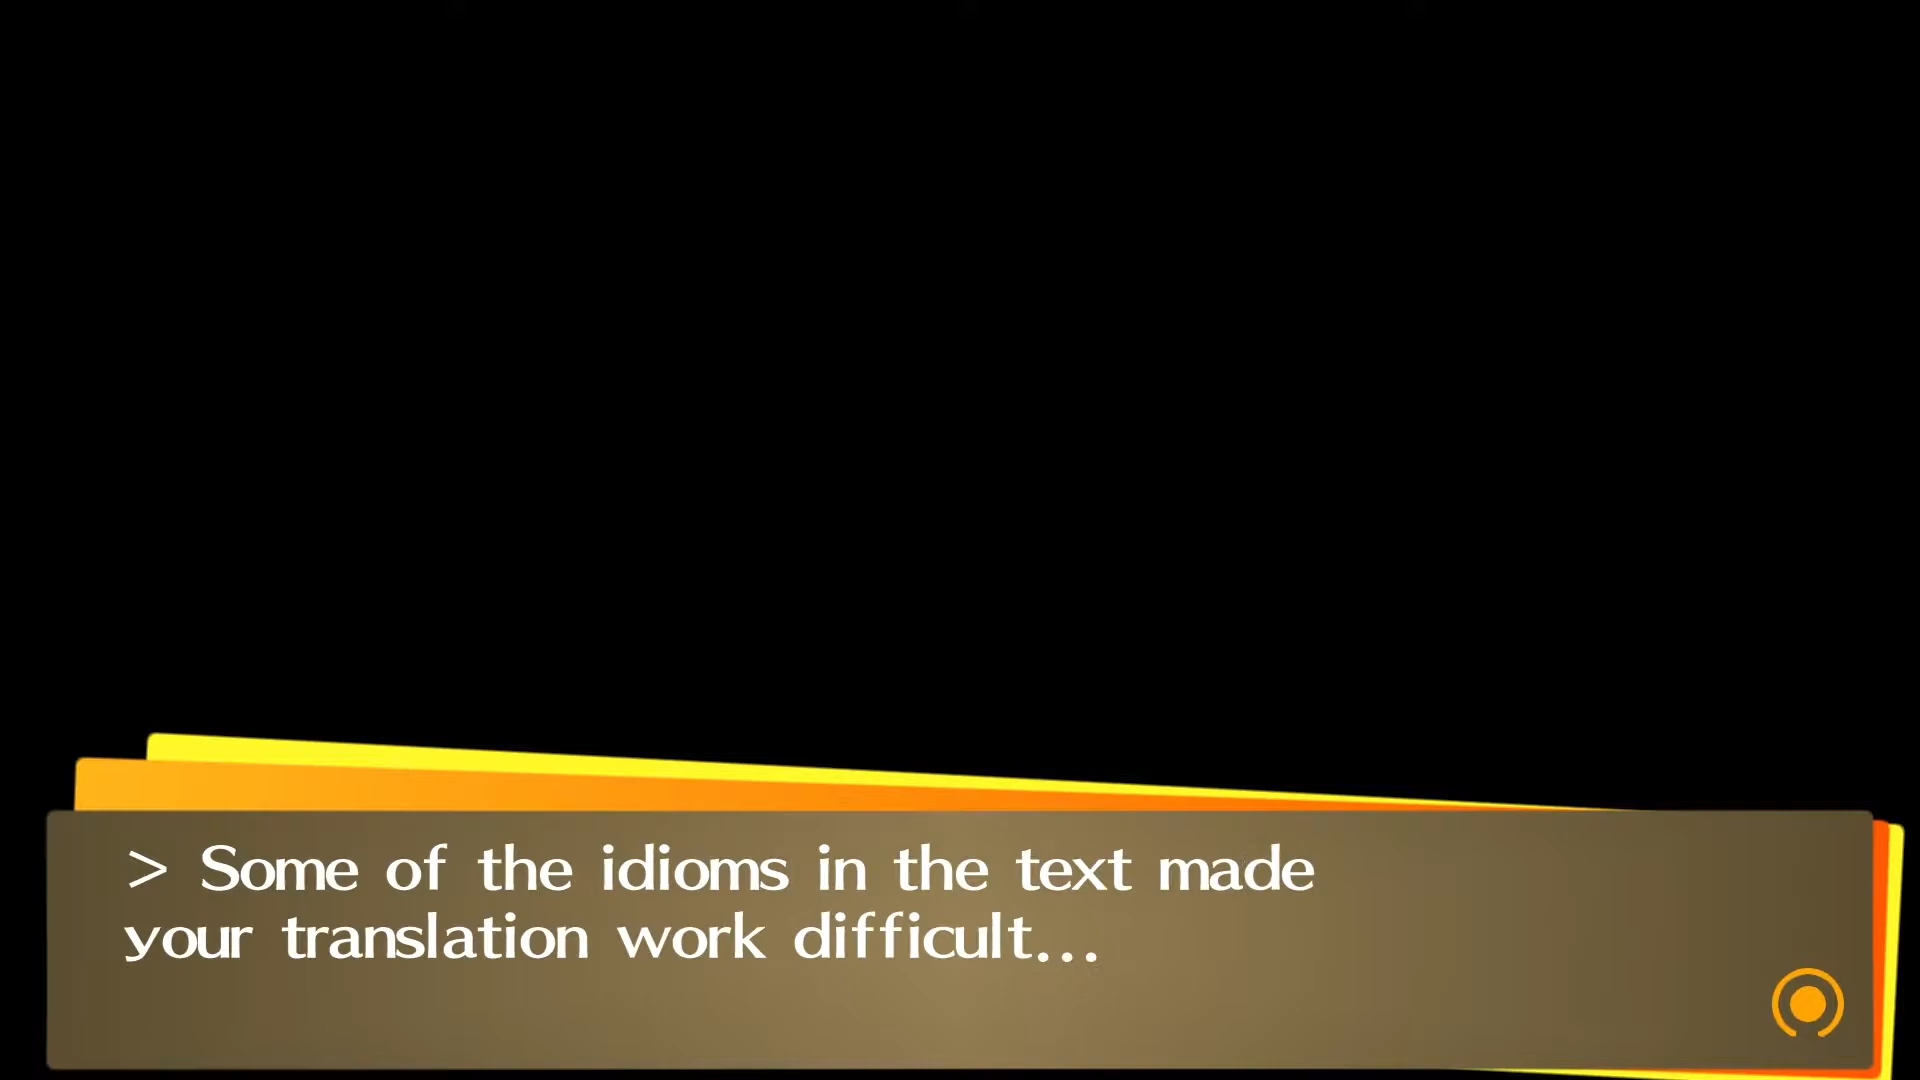 > Some of the idioms in the text made
your translation work difficult...